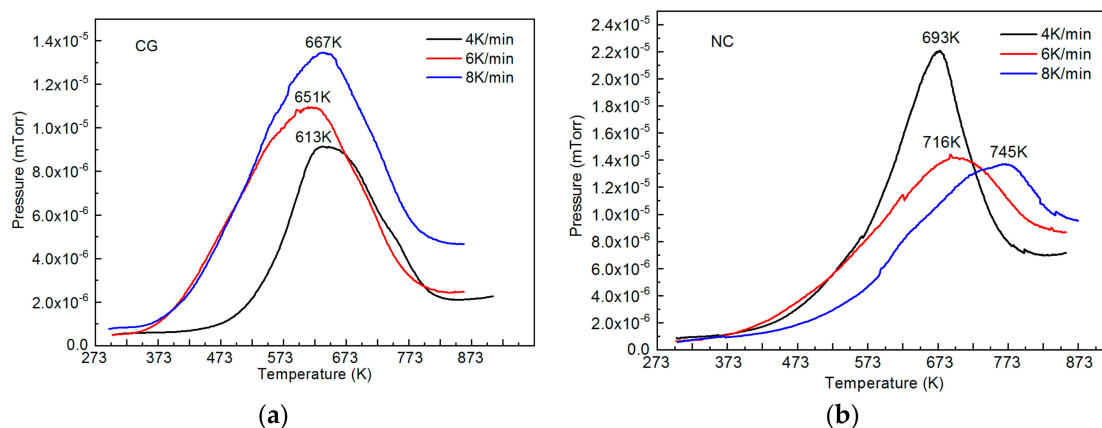 CG
667K
651K
613K
4K/min
6K/min
8K/min
1.4x10⁻⁵
1.2x10⁻⁵
1.0x10⁻⁵
8.0x10⁻⁶
6.0x10⁻⁶
4.0x10⁻⁶
2.0x10⁻⁶
0.0
Pressure (mTorr)
273 373 473 573 673 773 873
Temperature (K)
(a)
NC
693K
716K
745K
4K/min
6K/min
8K/min
2.4x10⁻⁵
2.2x10⁻⁵
2.0x10⁻⁵
1.8x10⁻⁵
1.6x10⁻⁵
1.4x10⁻⁵
1.2x10⁻⁵
1.0x10⁻⁵
8.0x10⁻⁶
6.0x10⁻⁶
4.0x10⁻⁶
2.0x10⁻⁶
0.0
Pressure (mTorr)
273 373 473 573 673 773 873
Temperature (K)
(b)